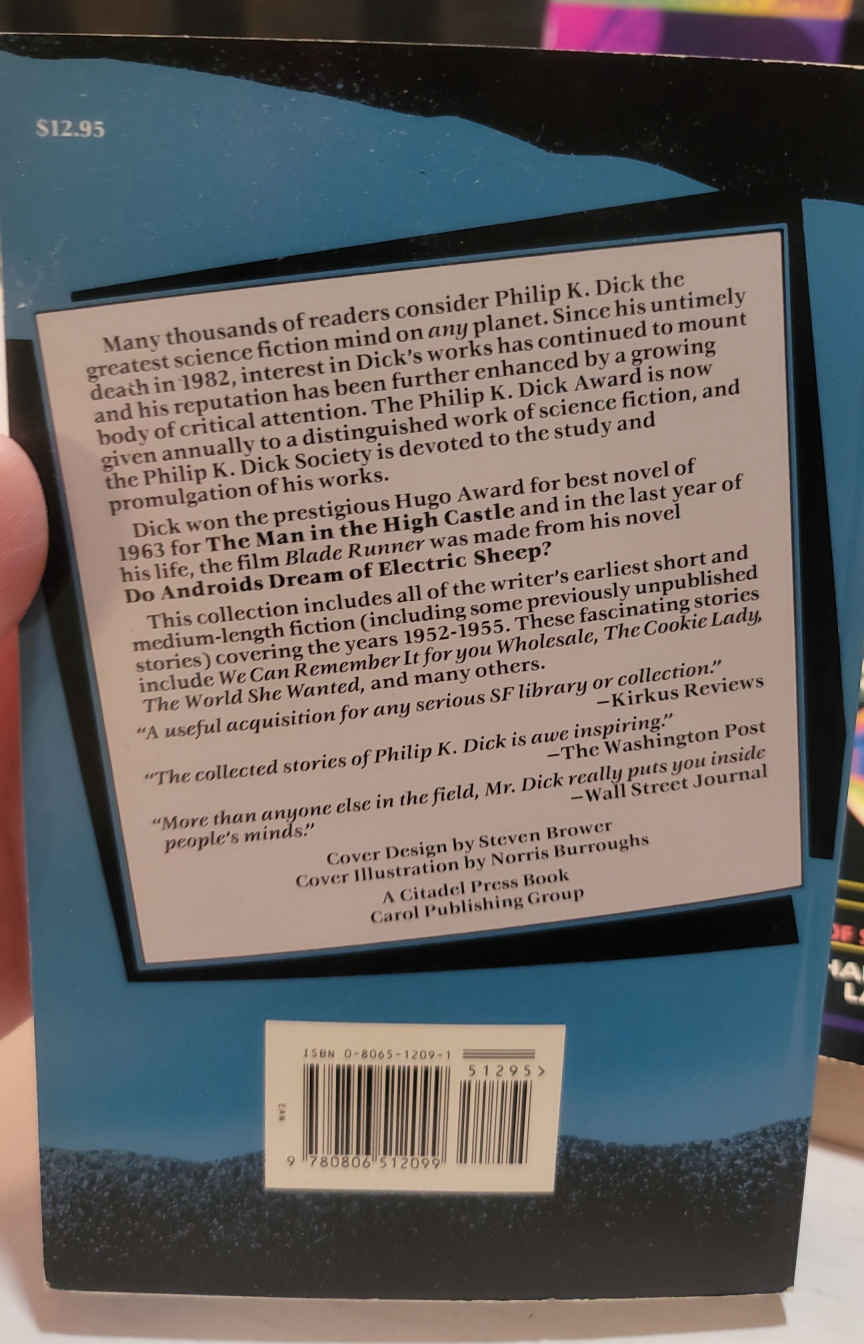 $12.95
Many thousands of readers consider Philip K. Dick the
greatest science fiction mind on any planet. Since his untimely
death in 1982, interest in Dick's works has continued to mount
and his reputation has been further enhanced by a growing
body of critical attention. The Philip K. Dick Award is now
given annually to a distinguished work of science fiction, and
the Philip K. Dick Society is devoted to the study and
promulgation of his works.
Dick won the prestigious Hugo Award for best novel of
1963 for The Man in the High Castle and in the last year of
his life, the film Blade Runner was made from his novel
Do Androids Dream of Electric Sheep?
This collection includes all of the writer's earliest short and
medium-length fiction (including some previously unpublished
stories) covering the years 1952-1955. These fascinating stories
include We Can Remember It for you Wholesale, The Cookie Lady,
The World She Wanted, and many others.
"A useful acquisition for any serious SF library or collection."
—Kirkus Reviews
"The collected stories of Philip K. Dick is awe inspiring."
—The Washington Post
"More than anyone else in the field, Mr. Dick really puts you inside
people's minds."
—Wall Street Journal
Cover Design by Steven Brower
Cover Illustration by Norris Burroughs
A Citadel Press Book
Carol Publishing Group
ISBN 0-8065-1209-1
51295>
EAN
9 780806 512099